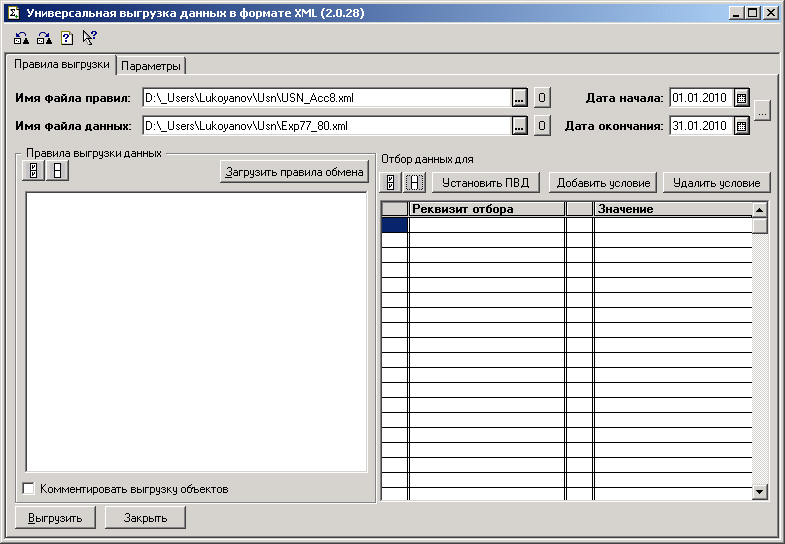 Универсальная выгрузка данных в формате XML (2.0.28)
Правила выгрузки Параметры
Имя файла правил: D:\_Users\Lukoyanov\Usn\USN_Acc8.xml ... O Дата начала: 01.01.2010
Имя файла данных: D:\_Users\Lukoyanov\Usn\Exp77_80.xml ... O Дата окончания: 31.01.2010 ...
Правила выгрузки данных
Загрузить правила обмена
Отбор данных для
Установить ПВД Добавить условие Удалить условие
Реквизит отбора Значение
Комментировать выгрузку объектов
Выгрузить Закрыть